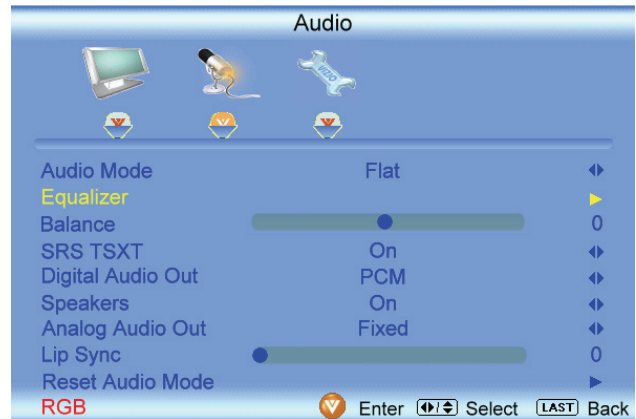 Audio
VIZIO
Audio Mode Flat
Equalizer
Balance 0
SRS TSXT On
Digital Audio Out PCM
Speakers On
Analog Audio Out Fixed
Lip Sync 0
Reset Audio Mode
RGB Enter Select LAST Back